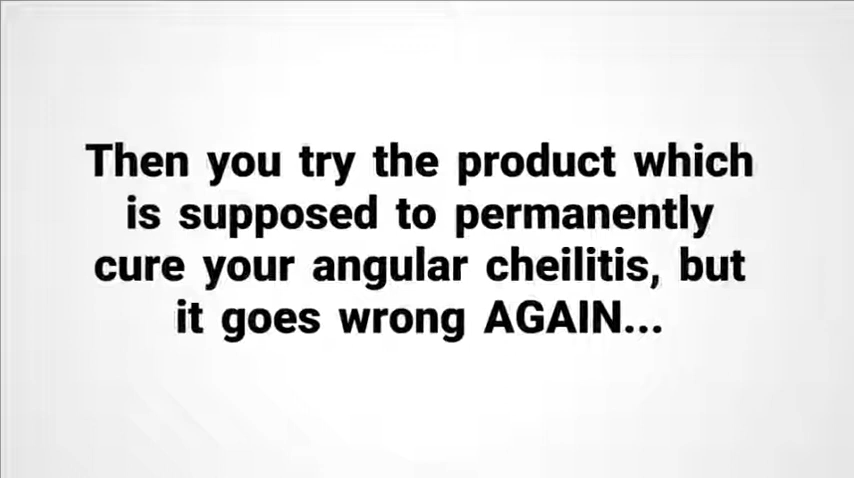 Then you try the product which
is supposed to permanently
cure your angular cheilitis, but
it goes wrong AGAIN...